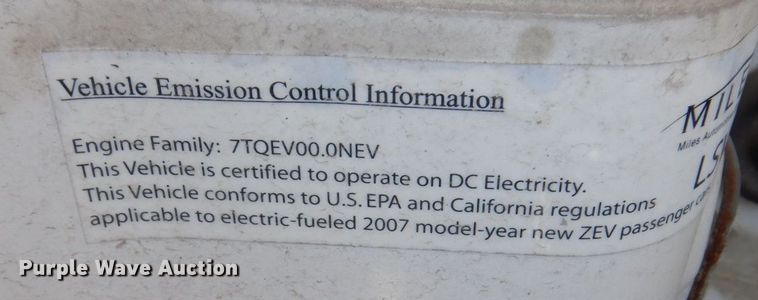 Vehicle Emission Control Information
Engine Family: 7TQEV00.0NEV
This Vehicle is certified to operate on DC Electricity.
This Vehicle conforms to U.S. EPA and California regulations
applicable to electric-fueled 2007 model-year new ZEV passenger cars.
Miles
Purple Wave Auction